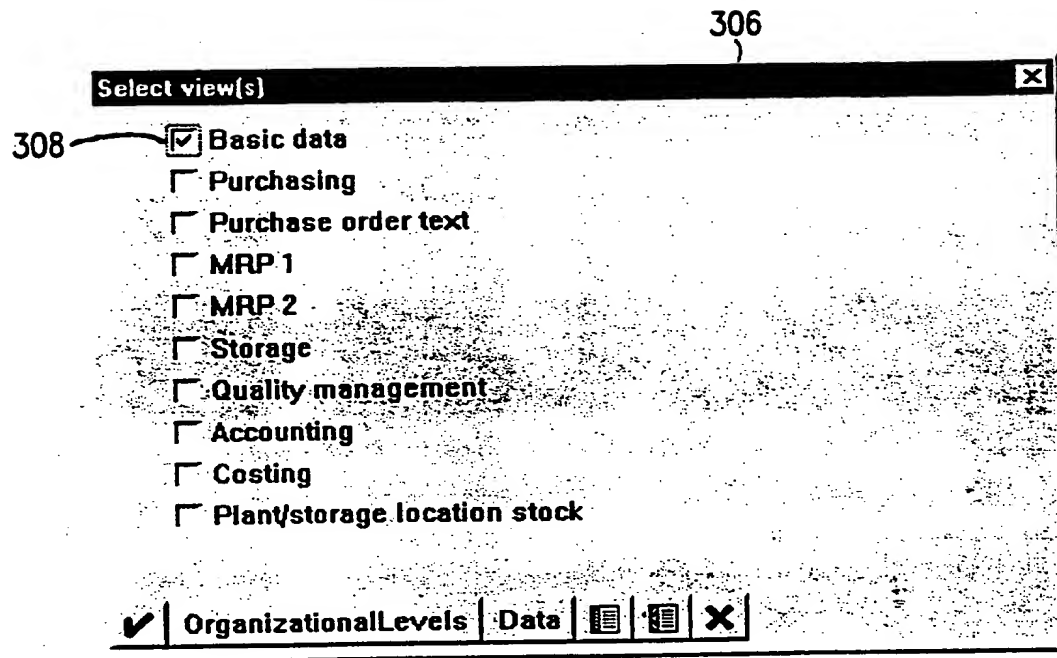 306
Select view(s)
308
Basic data
Purchasing
Purchase order text
MRP 1
MRP 2
Storage
Quality management
Accounting
Costing
Plant/storage location stock
OrganizationalLevels Data